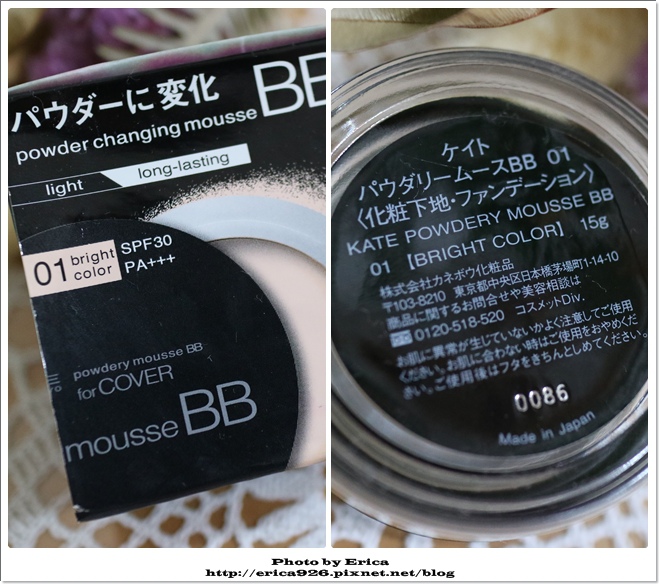 パウダーに変化
powder changing mousse BB
light long-lasting
01 bright color
SPF30
PA+++
powdery mousse BB
for COVER
mousse BB
ケイト
パウダリームースBB 01
〈化粧下地・ファンデーション〉
KATE POWDERY MOUSSE BB
01 【BRIGHT COLOR】 15g
株式会社カネボウ化粧品
〒103-8210 東京都中央区日本橋茅場町1-14-10
商品に関するお問合せや美容相談は
0120-518-520 コスメットDiv.
お肌に異常が生じていないかよく注意してご使用
ください。お肌に合わない時はご使用をおやめくだ
さい。ご使用後はフタをきちんとしめてください。
0086
Made in Japan
Photo by Erica
http://erica926.pixnet.net/blog